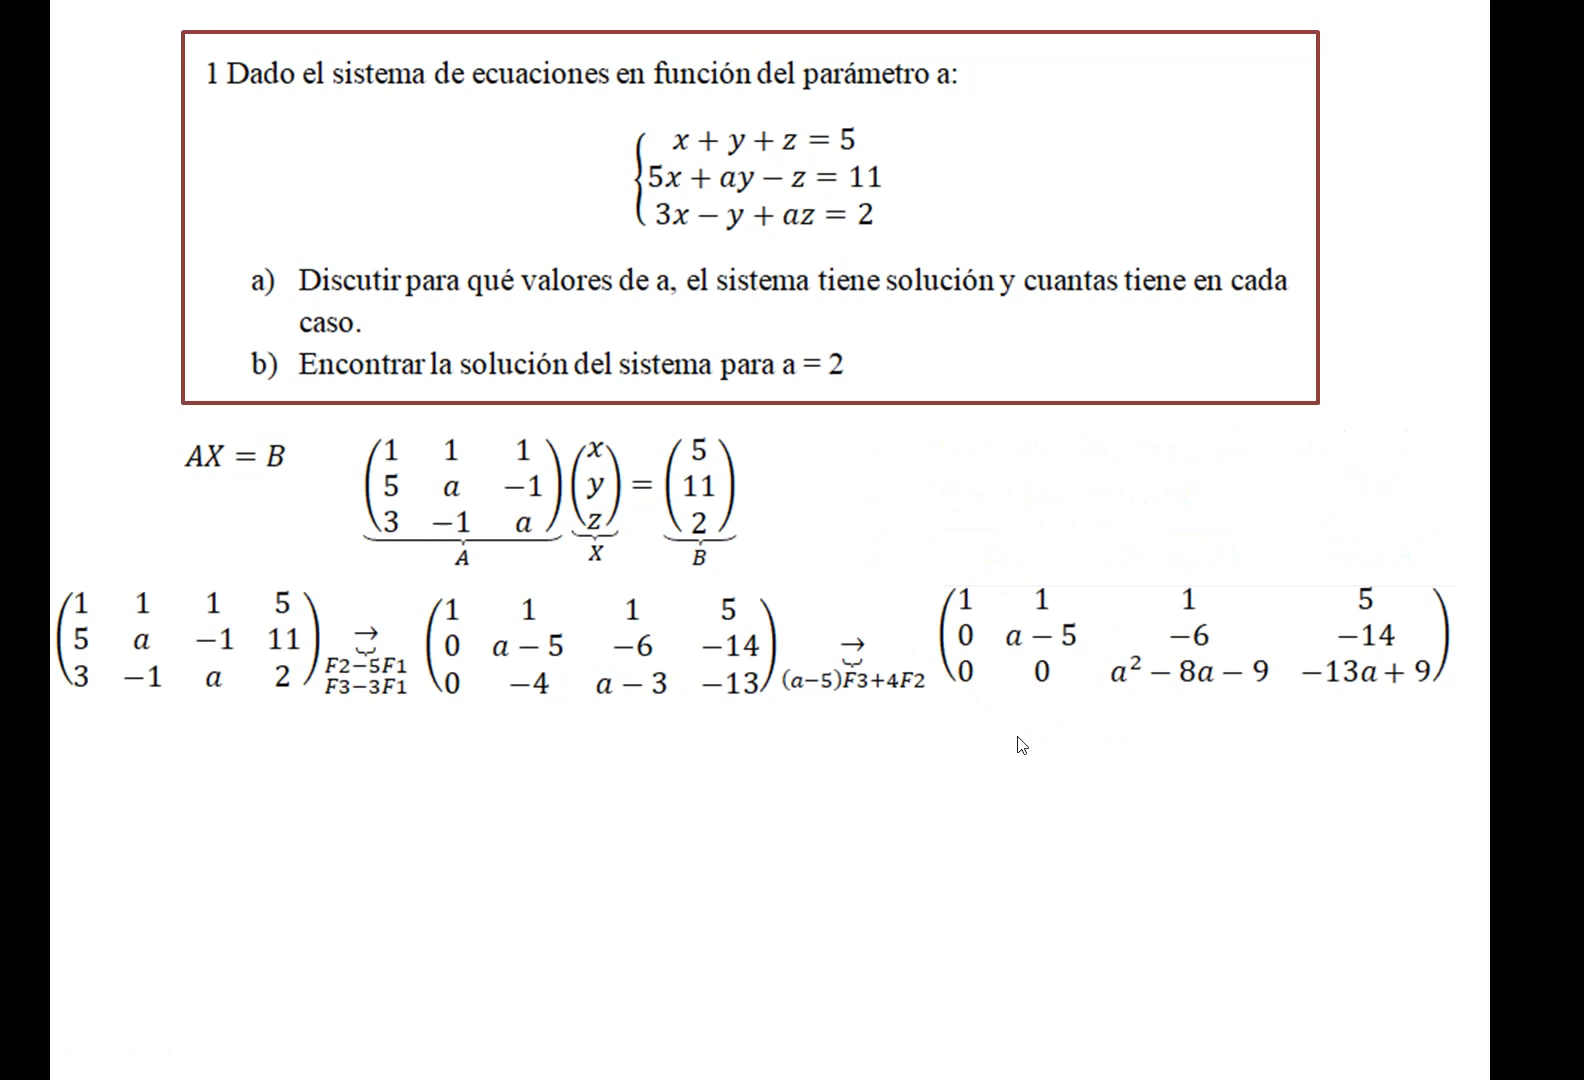 1 Dado el sistema de ecuaciones en función del parámetro a:
x + y + z = 5
5x + ay − z = 11
3x − y + az = 2
a) Discutir para qué valores de a, el sistema tiene solución y cuantas tiene en cada
caso.
b) Encontrar la solución del sistema para a = 2
AX = B
1 1 1 x 5
5 a −1 y = 11
3 −1 a z 2
A X B
1 1 1 5
5 a −1 11
3 −1 a 2
→
F2−5F1
F3−3F1
1 1 1 5
0 a − 5 −6 −14
0 −4 a − 3 −13
→
(a−5)F3+4F2
1 1 1 5
0 a − 5 −6 −14
0 0 a² − 8a − 9 −13a + 9